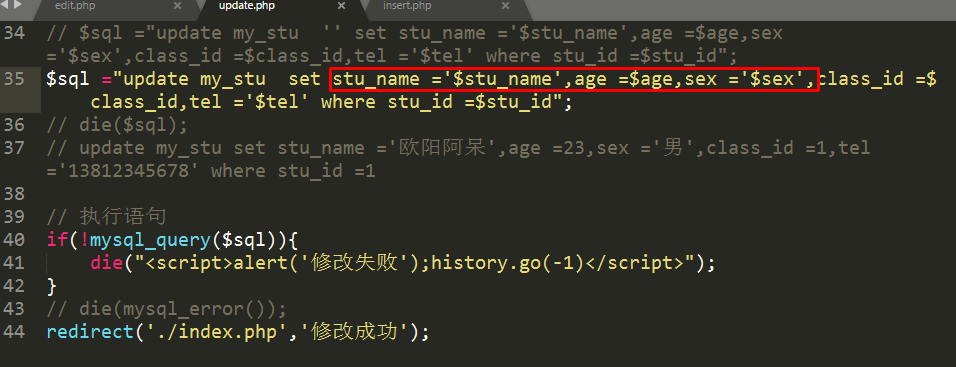 edit.php × update.php × insert.php ×
34 // $sql ="update my_stu  '' set stu_name ='$stu_name',age =$age,sex
='$sex',class_id =$class_id,tel ='$tel' where stu_id =$stu_id";
35 $sql ="update my_stu  set stu_name ='$stu_name',age =$age,sex ='$sex',class_id =$
class_id,tel ='$tel' where stu_id =$stu_id";
36 // die($sql);
37 // update my_stu set stu_name ='欧阳阿呆',age =23,sex ='男',class_id =1,tel
='13812345678' where stu_id =1
38
39 // 执行语句
40 if(!mysql_query($sql)){
41 die("<script>alert('修改失败');history.go(-1)</script>");
42 }
43 // die(mysql_error());
44 redirect('./index.php','修改成功');